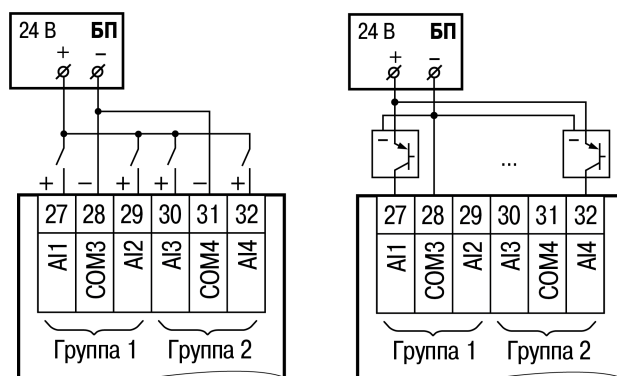 24 В БП
+ −
+ − + + − +
27 28 29 30 31 32
AI1 COM3 AI2 AI3 COM4 AI4
Группа 1 Группа 2
24 В БП
+ −
− ... −
27 28 29 30 31 32
AI1 COM3 AI2 AI3 COM4 AI4
Группа 1 Группа 2